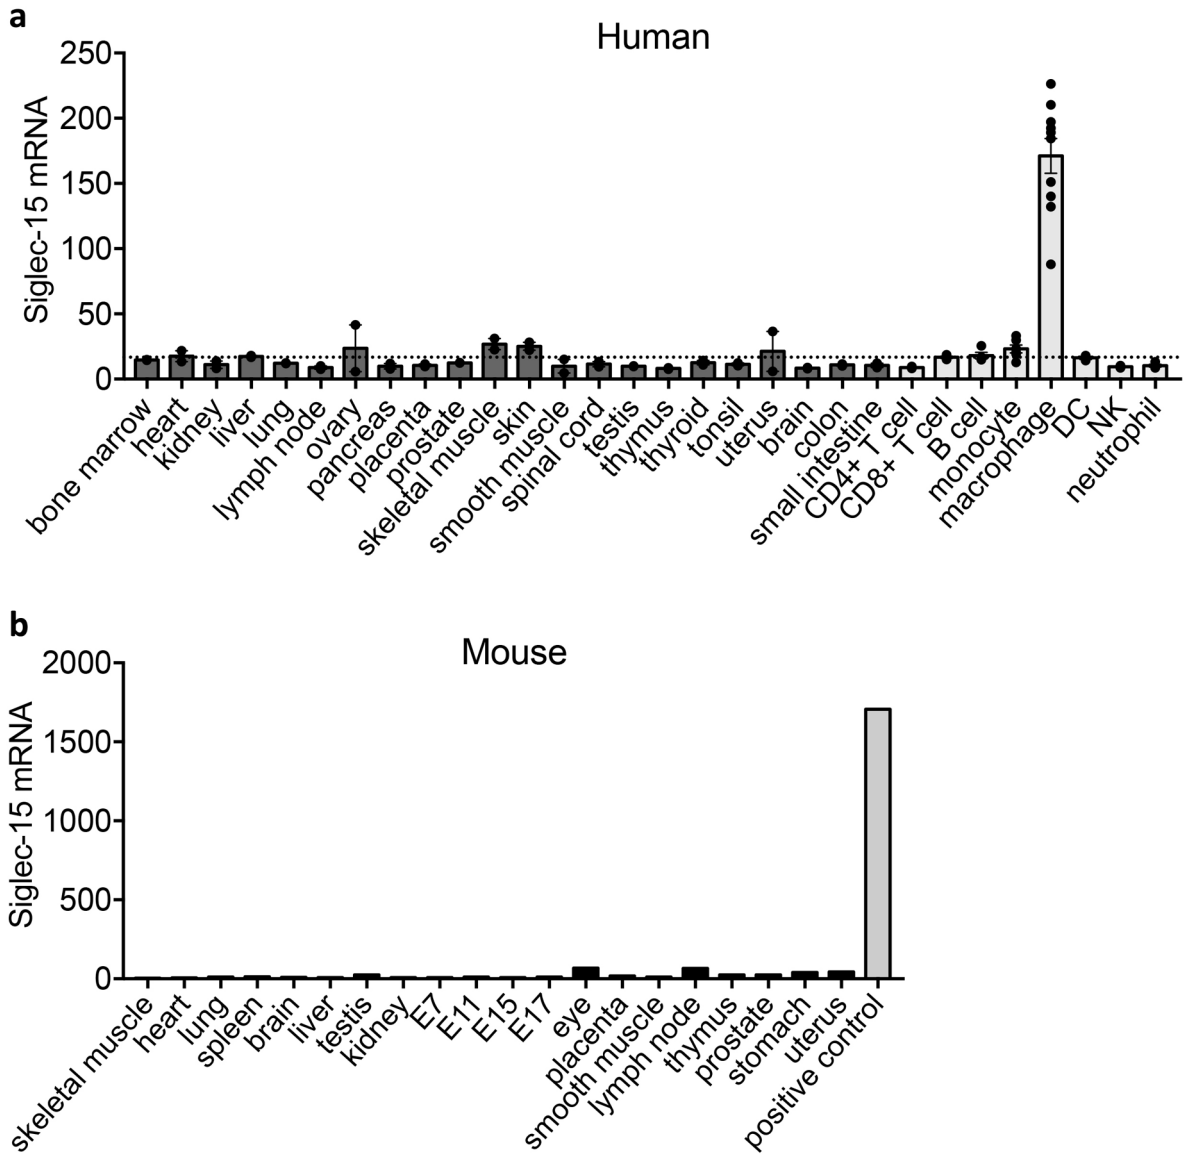 a
Human
Siglec-15 mRNA
250
200
150
100
50
0
bone marrow
heart
kidney
liver
lung
lymph node
ovary
pancreas
placenta
prostate
skeletal muscle
skin
smooth muscle
spinal cord
testis
thymus
thyroid
tonsil
uterus
brain
colon
small intestine
CD4+ T cell
CD8+ T cell
B cell
monocyte
macrophage
DC
NK
neutrophil
b
Mouse
Siglec-15 mRNA
2000
1500
1000
500
0
skeletal muscle
heart
lung
spleen
brain
liver
testis
kidney
E7
E11
E15
E17
eye
placenta
smooth muscle
lymph node
thymus
prostate
stomach
uterus
positive control